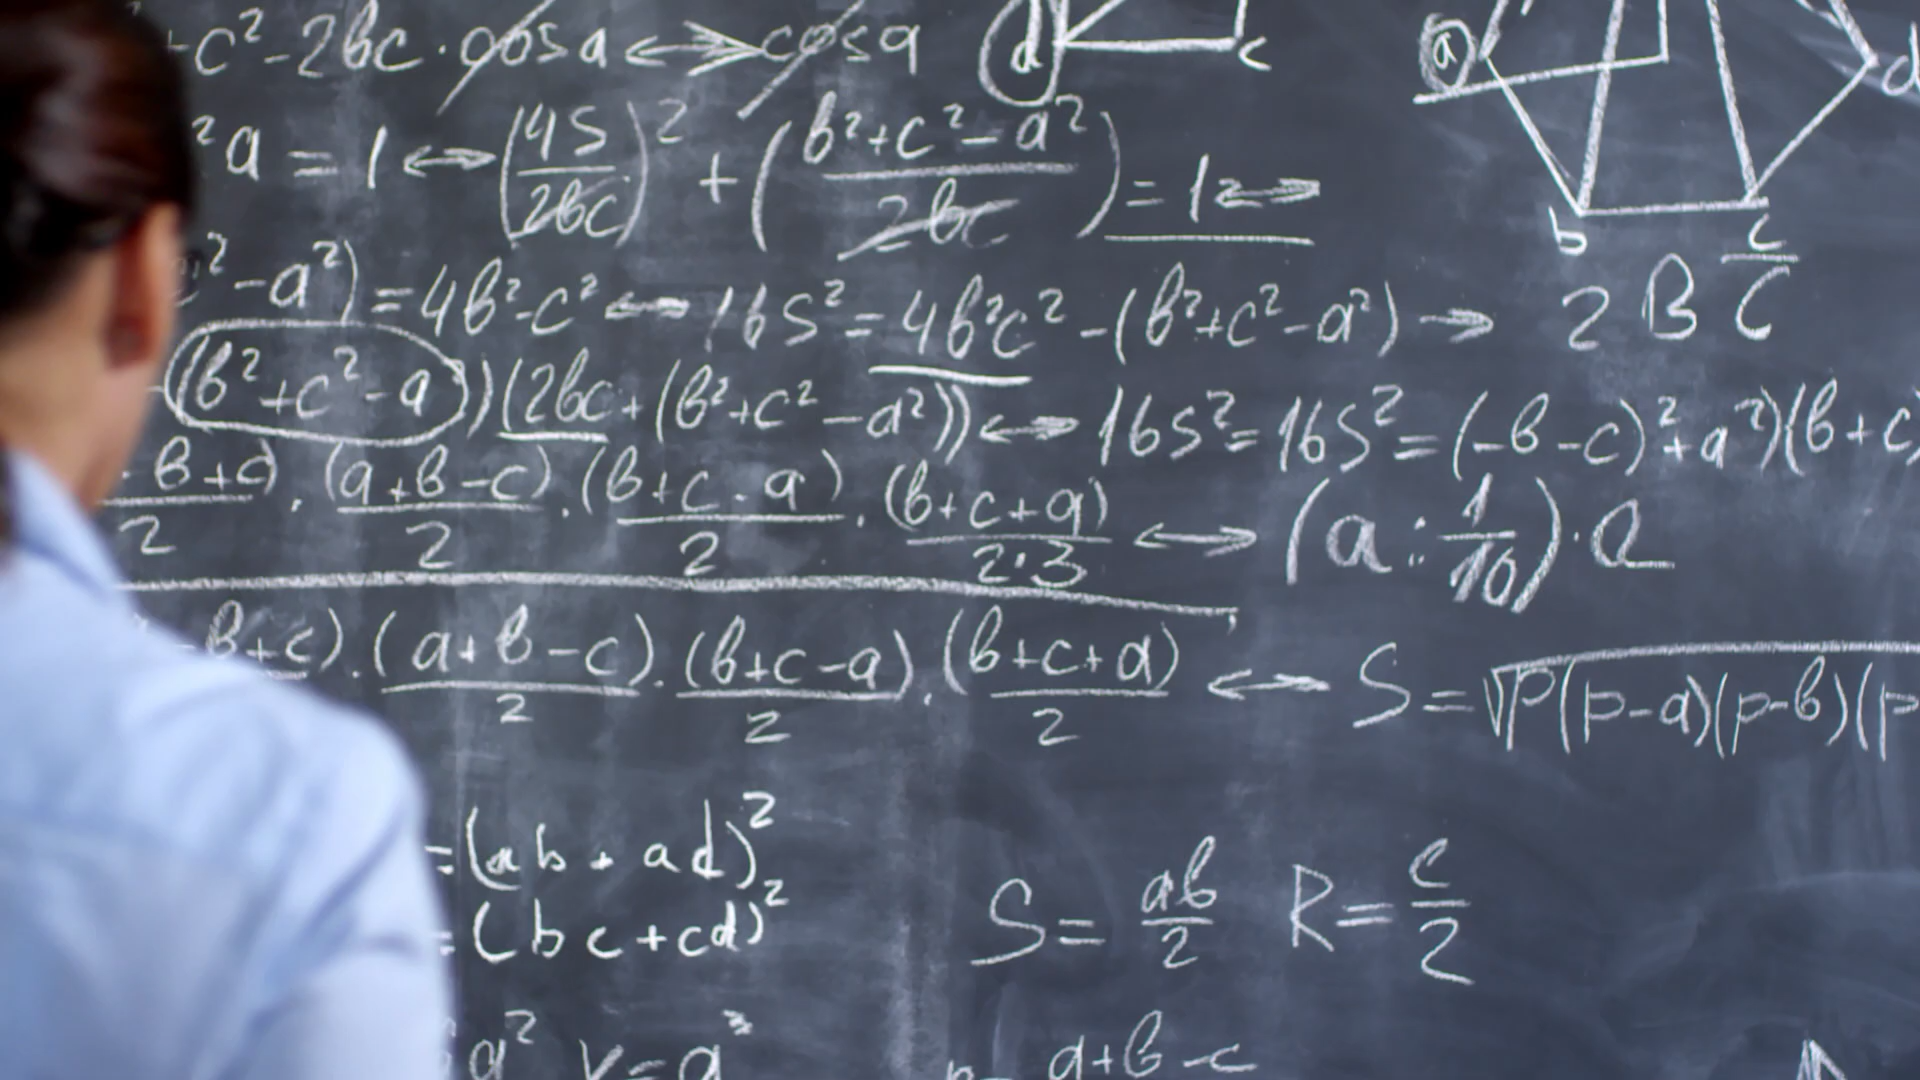 +c²-2bc·cosa⟷cosa
d
c
a
d
²a = 1 ⟷ (4S/2bc)² + (b²+c²-a²/2bc) = 1 ⟷
b
c
²-a²) = 4b²-c² ⟷ 16S² = 4b²c² - (b²+c²-a²) →
2 B c/C
-(b²+c²-a))(2bc+(b²+c²-a²)) ⟷ 16S² = 16S² = (-b-c)²+a²)(b+c)
b+c)/2 · (a+b-c)/2 · (b+c-a)/2 · (b+c+a)/2·3 ⟷ (a : 1/10) · a
-b+c) · (a+b-c)/2 · (b+c-a)/2 · (b+c+a)/2 ⟷ S = √p(p-a)(p-b)(p
=(ab+ad)²
=(bc+cd)²
S = ab/2 R = c/2
a² V = a³
a+b-c